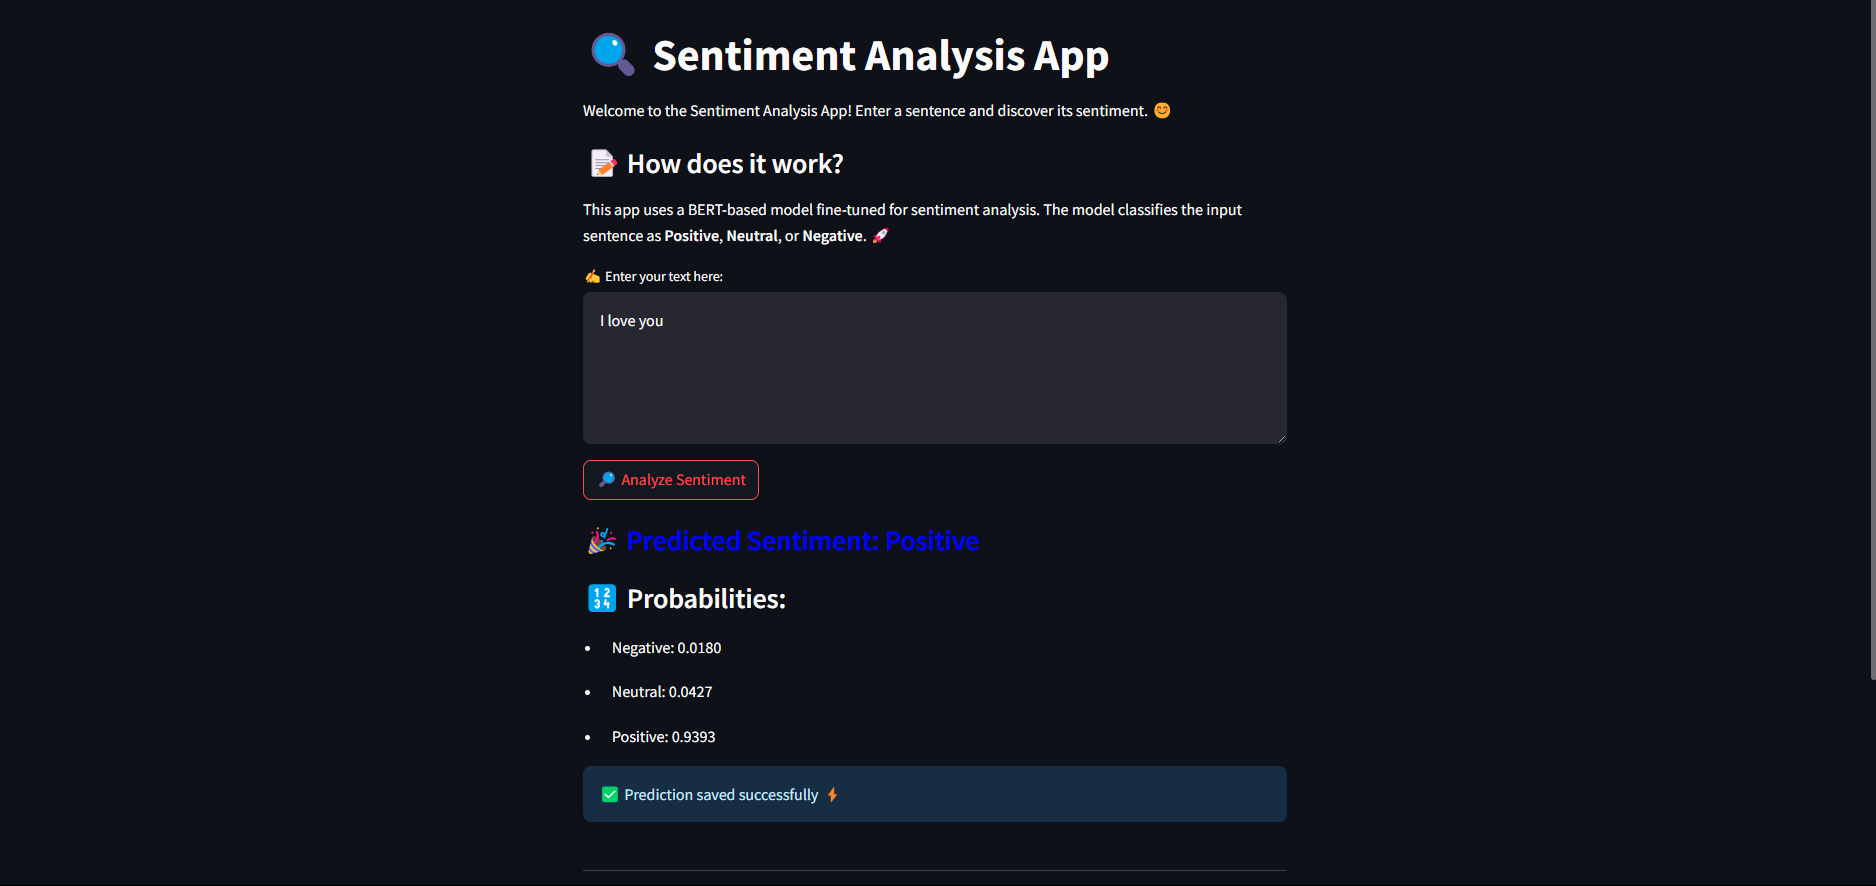 🔍 Sentiment Analysis App
Welcome to the Sentiment Analysis App! Enter a sentence and discover its sentiment. 😊
📝 How does it work?
This app uses a BERT-based model fine-tuned for sentiment analysis. The model classifies the input
sentence as Positive, Neutral, or Negative. 🚀
✍️ Enter your text here:
I love you
🔎 Analyze Sentiment
🎉 Predicted Sentiment: Positive
🔢 Probabilities:
• Negative: 0.0180
• Neutral: 0.0427
• Positive: 0.9393
✅ Prediction saved successfully ⚡